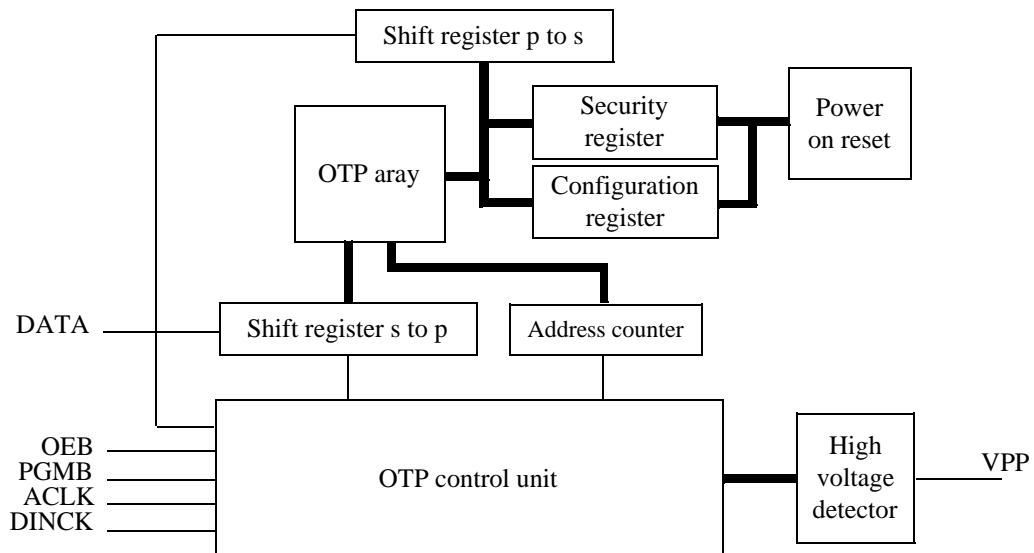 Shift register p to s
Security
register
Power
on reset
OTP aray
Configuration
register
DATA
Shift register s to p
Address counter
OEB
PGMB
ACLK
DINCK
OTP control unit
High
voltage
detector
VPP